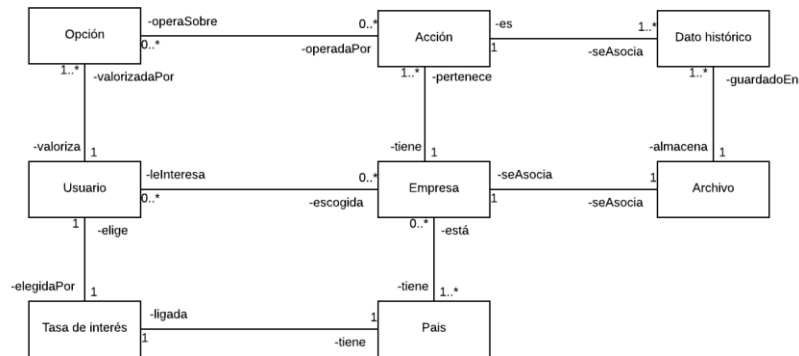 -operaSobre 0..*
Opción Acción -es 1..* Dato histórico
0..* -operadaPor 1 -seAsocia
1..* -valorizadaPor 1..* -pertenece 1..* -guardadoEn
-valoriza 1 -tiene 1 -almacena 1
Usuario -leInteresa 0..* Empresa -seAsocia 1 Archivo
0..* -escogida 1 -seAsocia
1 -elige 0..* -está
-elegidaPor 1 -tiene 1..*
Tasa de interés -ligada 1 Pais
1 -tiene